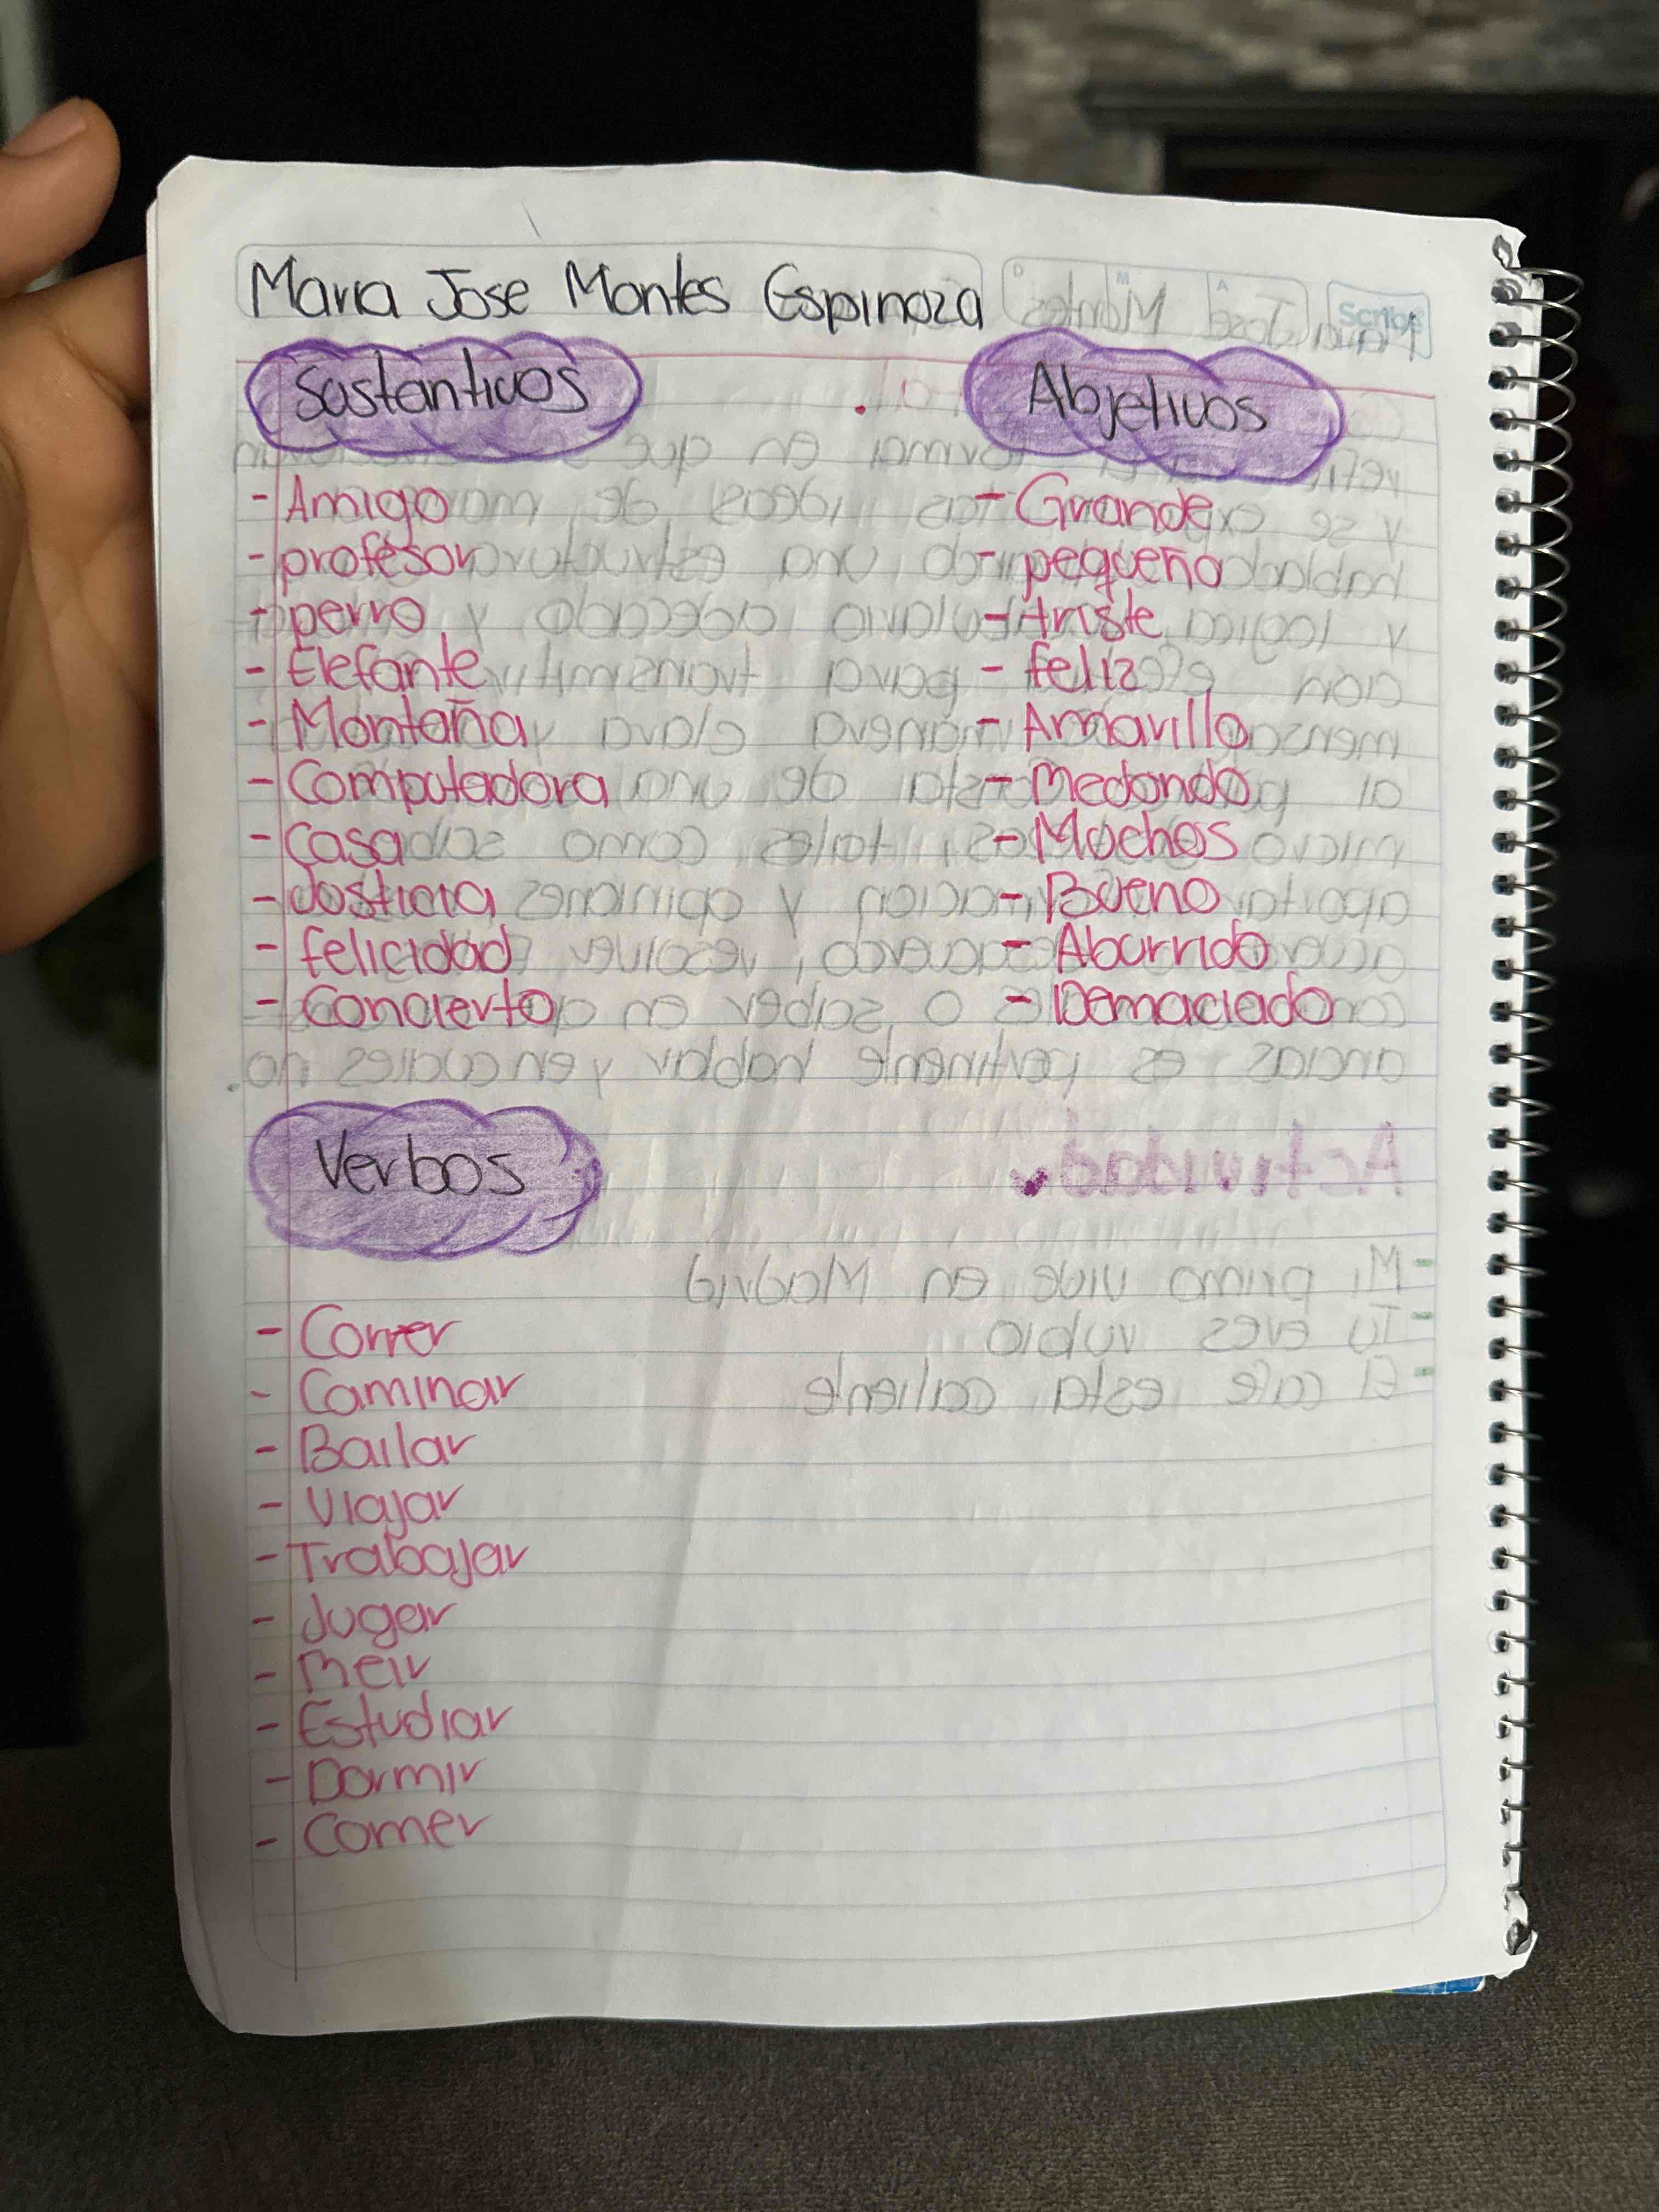 Maria Jose Montes Espinoza
Sustantivos
- Amigo
- profesor
- perro
- Elefante
- Montaña
- Computadora
- Casa
- Justicia
- felicidad
- Concierto
Abjetivos
- Grande
- pequeño
- triste
- feliz
- Amarillo
- Redondo
- Muchos
- Bueno
- Aburrido
- Demaciado
Verbos
- Correr
- Caminar
- Bailar
- Viajar
- Trabajar
- Jugar
- Reir
- Estudiar
- Dormir
- Comer